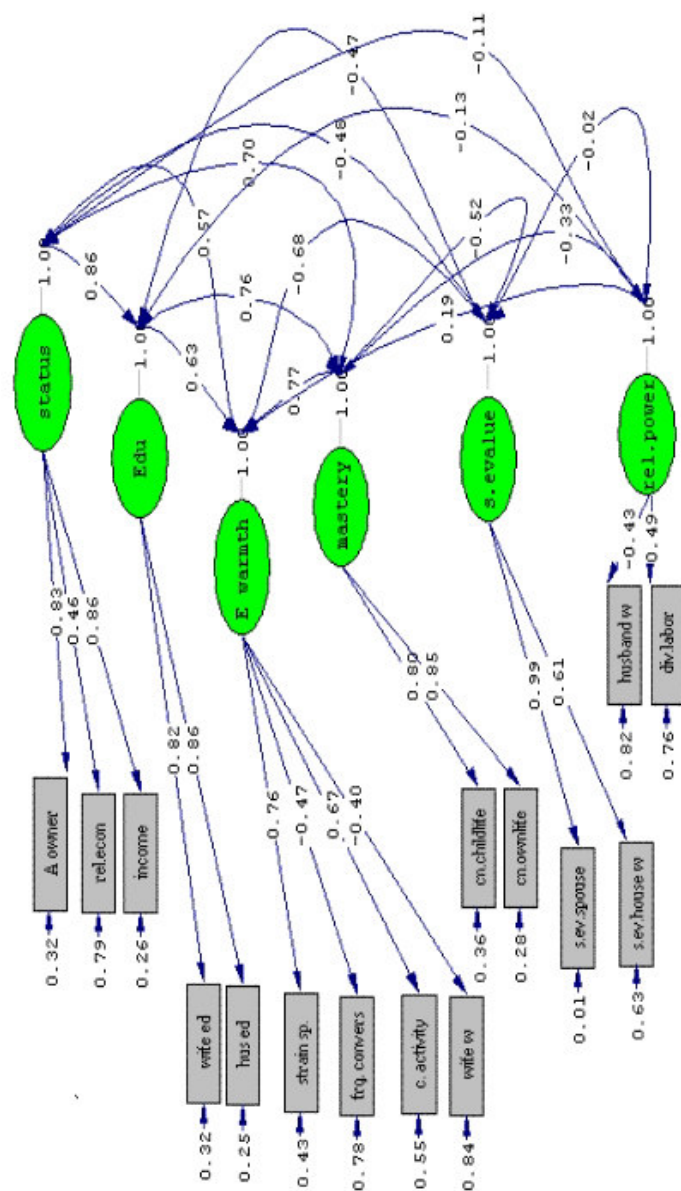 0.32
A owner
0.79
rel.econ
0.26
income
0.32
wife ed
0.25
hus ed
0.43
strain sp.
0.78
frq. convers
0.55
c. activity
0.84
wife w
0.36
cn.childlife
0.28
cn.ownlife
0.01
s.ev.spouse
0.63
s.ev.house w
0.82
husband w
0.76
div.labor
0.83
0.46
0.86
0.82
0.86
0.76
-0.47
0.67
-0.40
0.80
0.85
0.99
0.61
-0.43
0.49
status
Edu
E warmth
mastery
s.evalue
rel.power
1.00
1.00
1.00
1.00
1.00
1.00
0.86
0.57
0.63
0.70
0.76
0.77
-0.48
-0.47
-0.68
-0.52
-0.11
-0.13
0.19
-0.33
-0.02